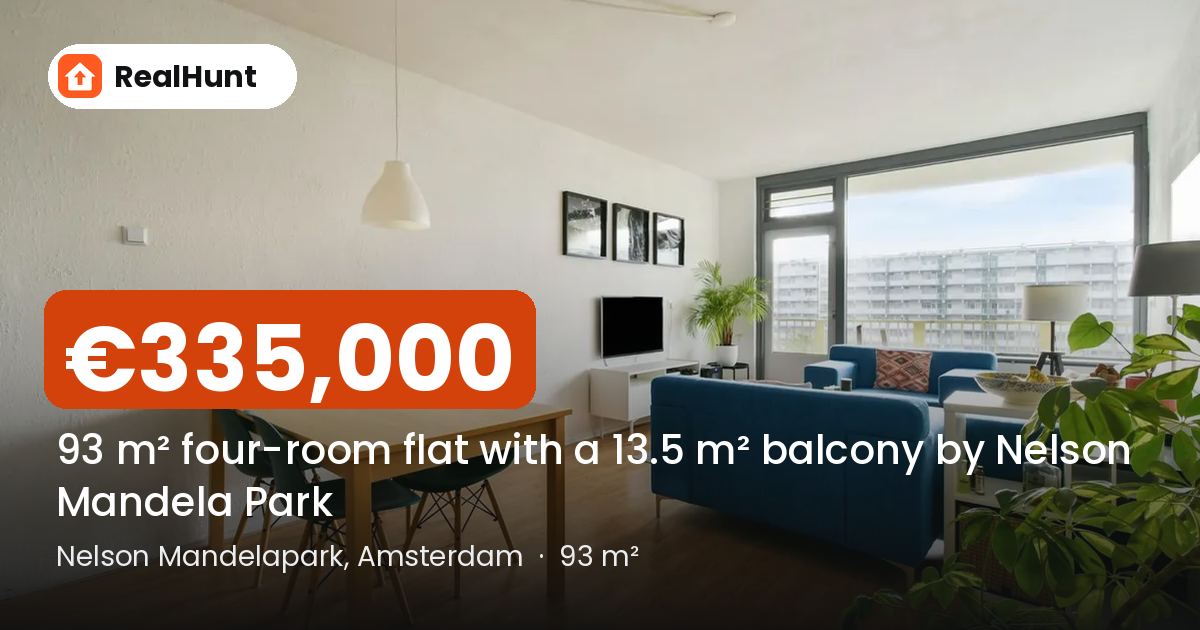 RealHunt
€335,000
93 m² four-room flat with a 13.5 m² balcony by Nelson
Mandela Park
Nelson Mandelapark, Amsterdam · 93 m²